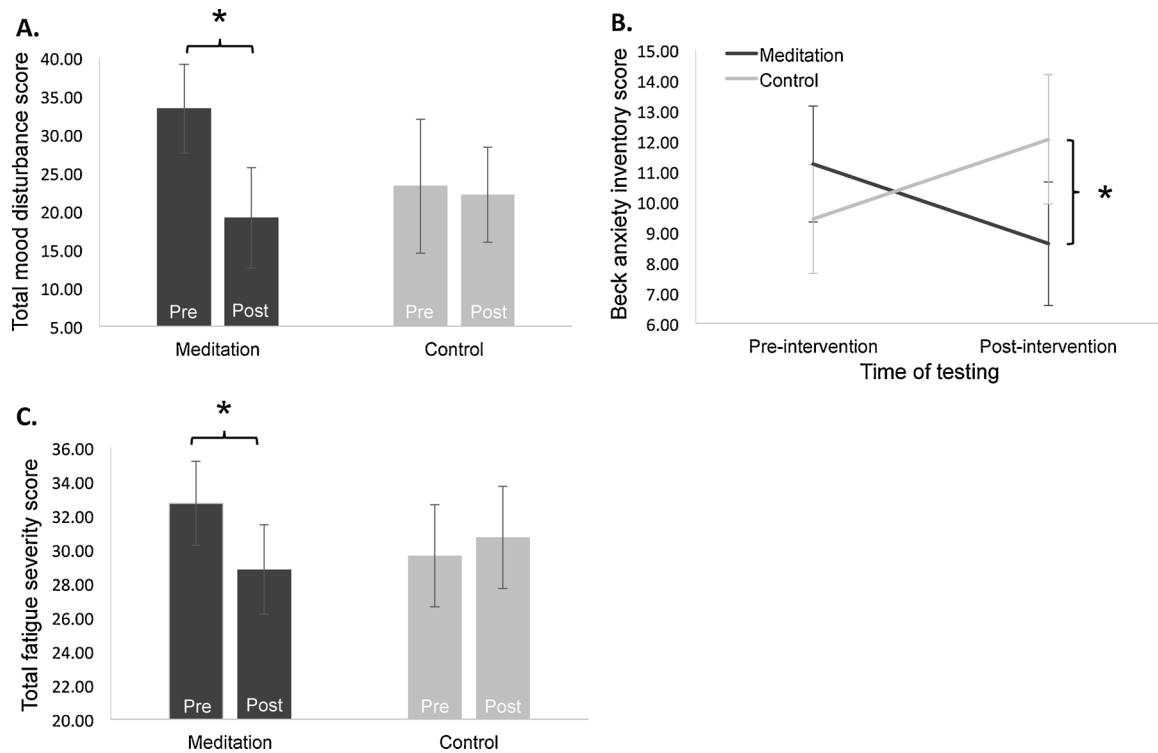 A.
*
Total mood disturbance score
40.00
35.00
30.00
25.00
20.00
15.00
10.00
5.00
Pre
Post
Meditation
Control
Pre
Post
B.
Meditation
Control
Beck anxiety inventory score
15.00
14.00
13.00
12.00
11.00
10.00
9.00
8.00
7.00
6.00
*
Pre-intervention
Post-intervention
Time of testing
C.
*
Total fatigue severity score
36.00
34.00
32.00
30.00
28.00
26.00
24.00
22.00
20.00
Pre
Post
Pre
Post
Meditation
Control